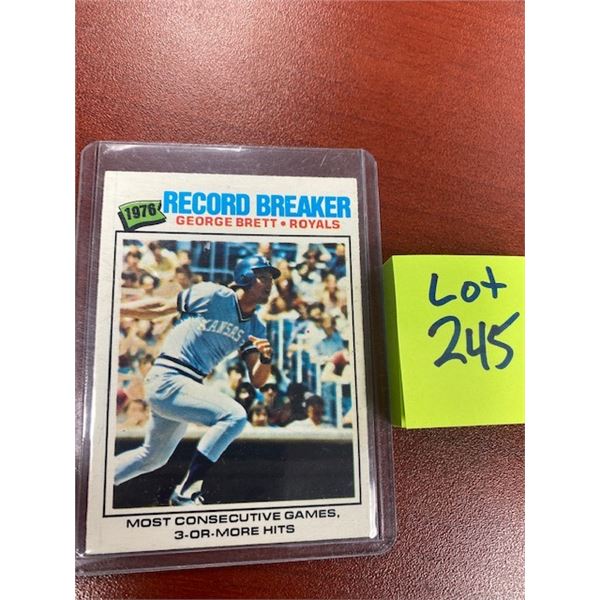 1976 RECORD BREAKER
GEORGE BRETT • ROYALS
KANSAS
MOST CONSECUTIVE GAMES,
3-OR-MORE HITS
Lot
245